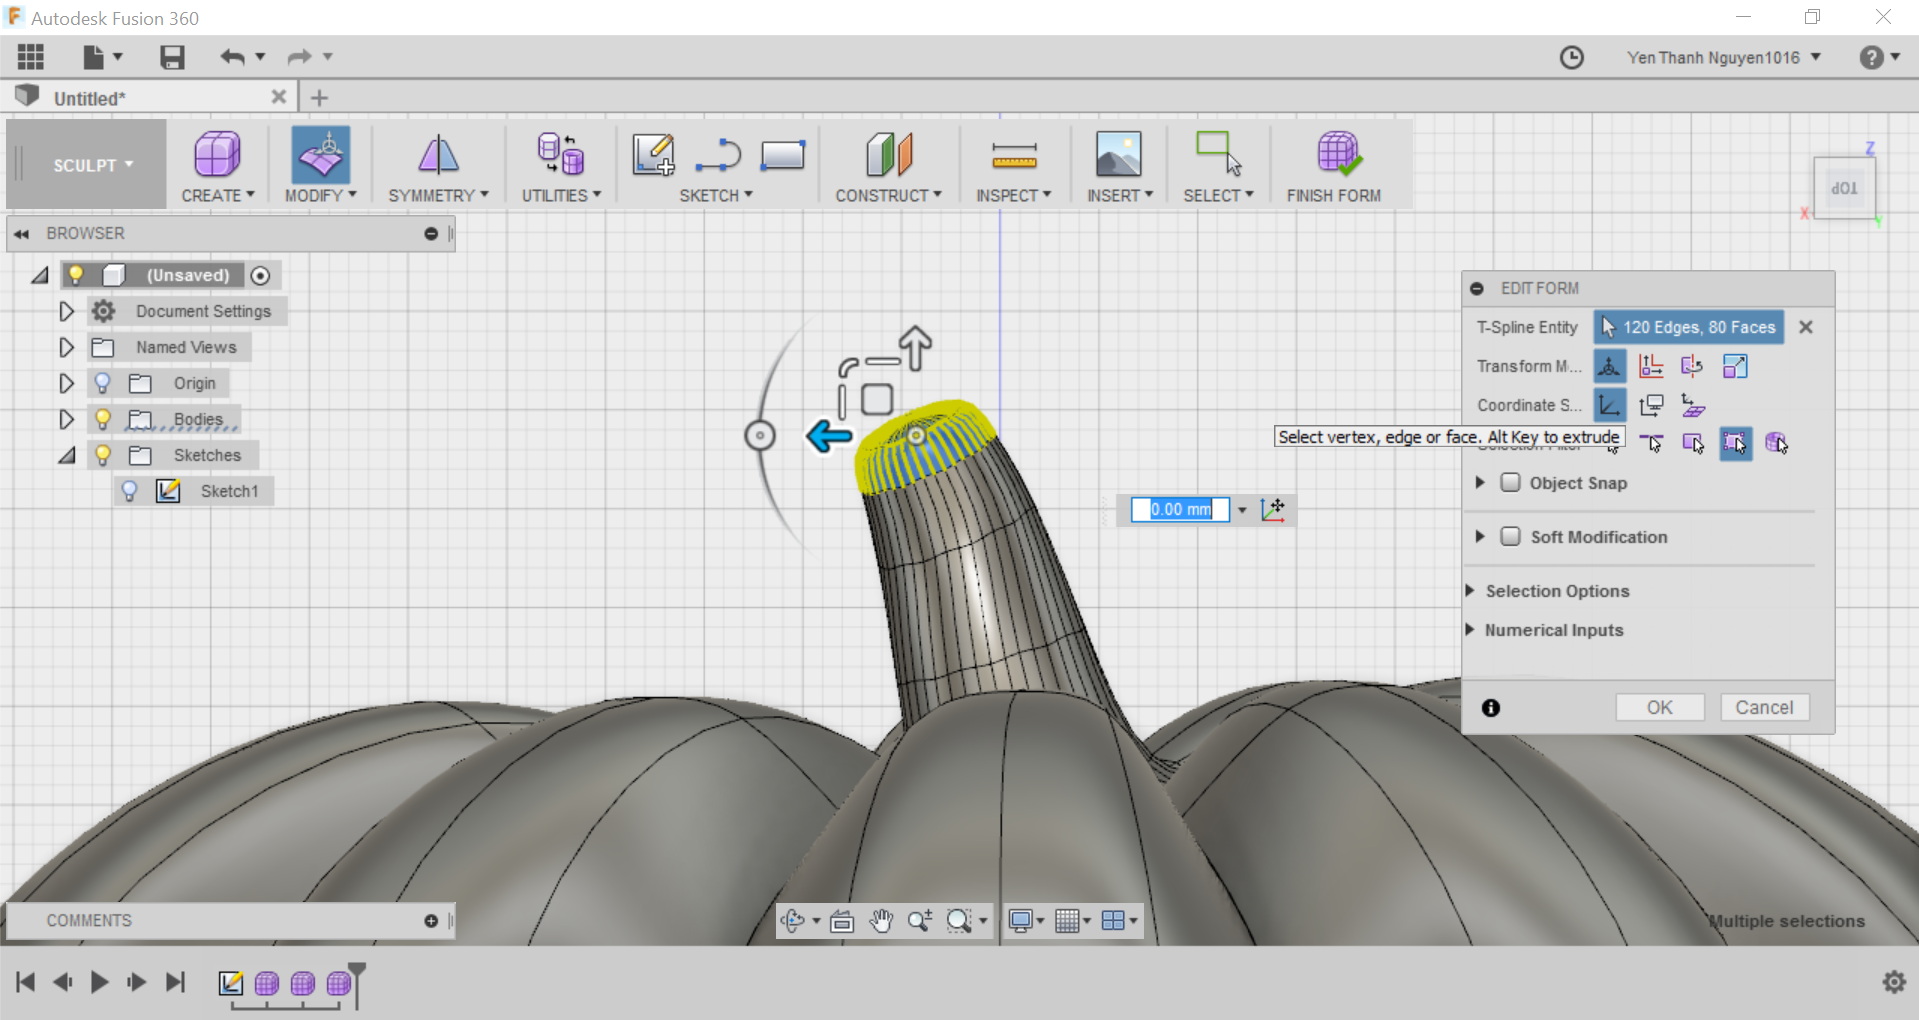 Autodesk Fusion 360
Yen Thanh Nguyen1016
Untitled*
SCULPT
CREATE
MODIFY
SYMMETRY
UTILITIES
SKETCH
CONSTRUCT
INSPECT
INSERT
SELECT
FINISH FORM
Z
TOP
X
Y
BROWSER
(Unsaved)
Document Settings
Named Views
Origin
Bodies
Sketches
Sketch1
EDIT FORM
T-Spline Entity
120 Edges, 80 Faces
Transform M...
Coordinate S...
Select vertex, edge or face. Alt Key to extrude
Object Snap
0.00 mm
Soft Modification
Selection Options
Numerical Inputs
OK
Cancel
COMMENTS
Multiple selections